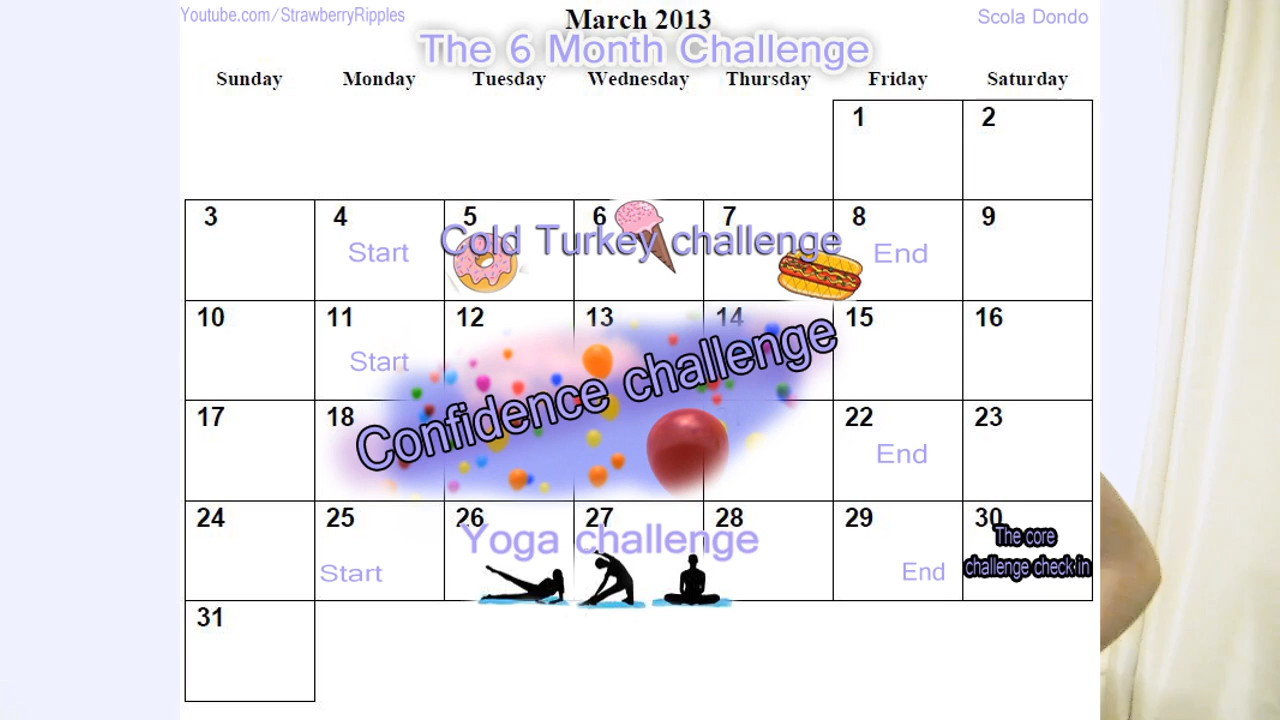 Youtube.com/StrawberryRipples
March 2013
Scola Dondo
The 6 Month Challenge
Sunday Monday Tuesday Wednesday Thursday Friday Saturday
1 2
3 4 5 6 7 8 9
Start Cold Turkey challenge End
10 11 12 13 14 15 16
Start
Confidence challenge
17 18 22 23
End
24 25 26 27 28 29 30
Yoga challenge
The core
challenge check in
Start End
31